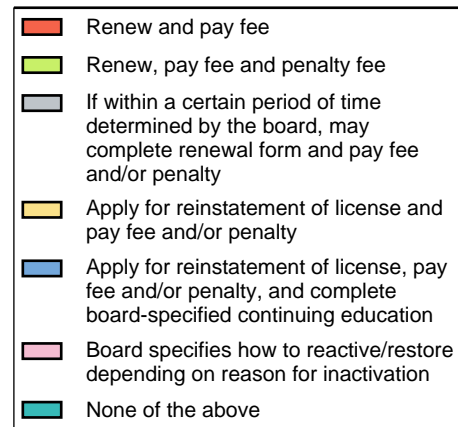 Renew and pay fee
Renew, pay fee and penalty fee
If within a certain period of time
determined by the board, may
complete renewal form and pay fee
and/or penalty
Apply for reinstatement of license and
pay fee and/or penalty
Apply for reinstatement of license, pay
fee and/or penalty, and complete
board-specified continuing education
Board specifies how to reactive/restore
depending on reason for inactivation
None of the above